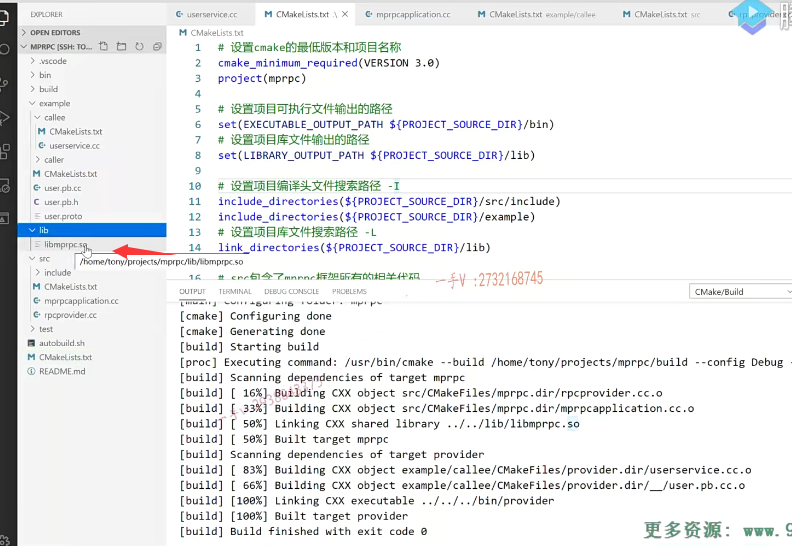 EXPLORER
OPEN EDITORS
MPRPC [SSH: TO...
.vscode
bin
build
example
callee
CMakeLists.txt
userservice.cc
caller
CMakeLists.txt
user.pb.cc
user.pb.h
user.proto
lib
libmprpc.so
/home/tony/projects/mprpc/lib/libmprpc.so
src
include
CMakeLists.txt
mprpcapplication.cc
rpcprovider.cc
test
autobuild.sh
CMakeLists.txt
README.md
userservice.cc
CMakeLists.txt .\
mprpcapplication.cc
CMakeLists.txt example/callee
CMakeLists.txt src
CMakeLists.txt
1 # 设置cmake的最低版本和项目名称
2 cmake_minimum_required(VERSION 3.0)
3 project(mprpc)
4
5 # 设置项目可执行文件输出的路径
6 set(EXECUTABLE_OUTPUT_PATH ${PROJECT_SOURCE_DIR}/bin)
7 # 设置项目库文件输出的路径
8 set(LIBRARY_OUTPUT_PATH ${PROJECT_SOURCE_DIR}/lib)
9
10 # 设置项目编译头文件搜索路径 -I
11 include_directories(${PROJECT_SOURCE_DIR}/src/include)
12 include_directories(${PROJECT_SOURCE_DIR}/example)
13 # 设置项目库文件搜索路径 -L
14 link_directories(${PROJECT_SOURCE_DIR}/lib)
15
16 # src包含了mprpc框架所有的相关代码
一手V :2732168745
OUTPUT TERMINAL DEBUG CONSOLE PROBLEMS
CMake/Build
[main] Configuring folder: mprpc
[cmake] Configuring done
[cmake] Generating done
[build] Starting build
[proc] Executing command: /usr/bin/cmake --build /home/tony/projects/mprpc/build --config Debug -
[build] Scanning dependencies of target mprpc
[build] [ 16%] Building CXX object src/CMakeFiles/mprpc.dir/rpcprovider.cc.o
[build] [ 33%] Building CXX object src/CMakeFiles/mprpc.dir/mprpcapplication.cc.o
[build] [ 50%] Linking CXX shared library ../../lib/libmprpc.so
[build] [ 50%] Built target mprpc
[build] Scanning dependencies of target provider
[build] [ 83%] Building CXX object example/callee/CMakeFiles/provider.dir/userservice.cc.o
[build] [ 66%] Building CXX object example/callee/CMakeFiles/provider.dir/__/user.pb.cc.o
[build] [100%] Linking CXX executable ../../../bin/provider
[build] [100%] Built target provider
[build] Build finished with exit code 0
更多资源: www.